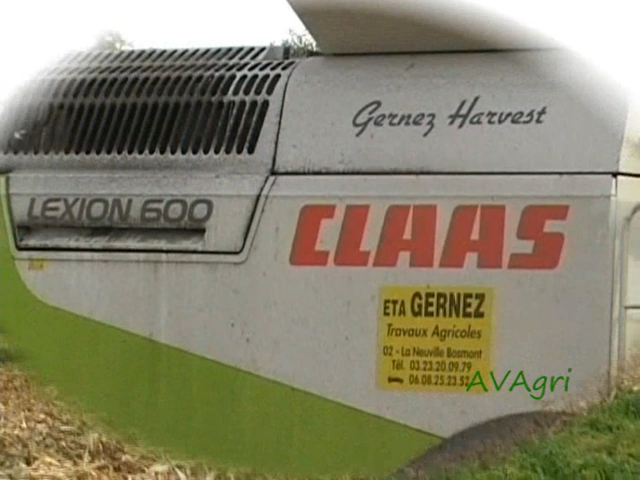 Gernez Harvest
LEXION 600
CLAAS
ETA GERNEZ
Travaux Agricoles
02 - La Neuville Bosmont
Tél. 03.23.20.09.79
06.08.25.23.52
AVAgri